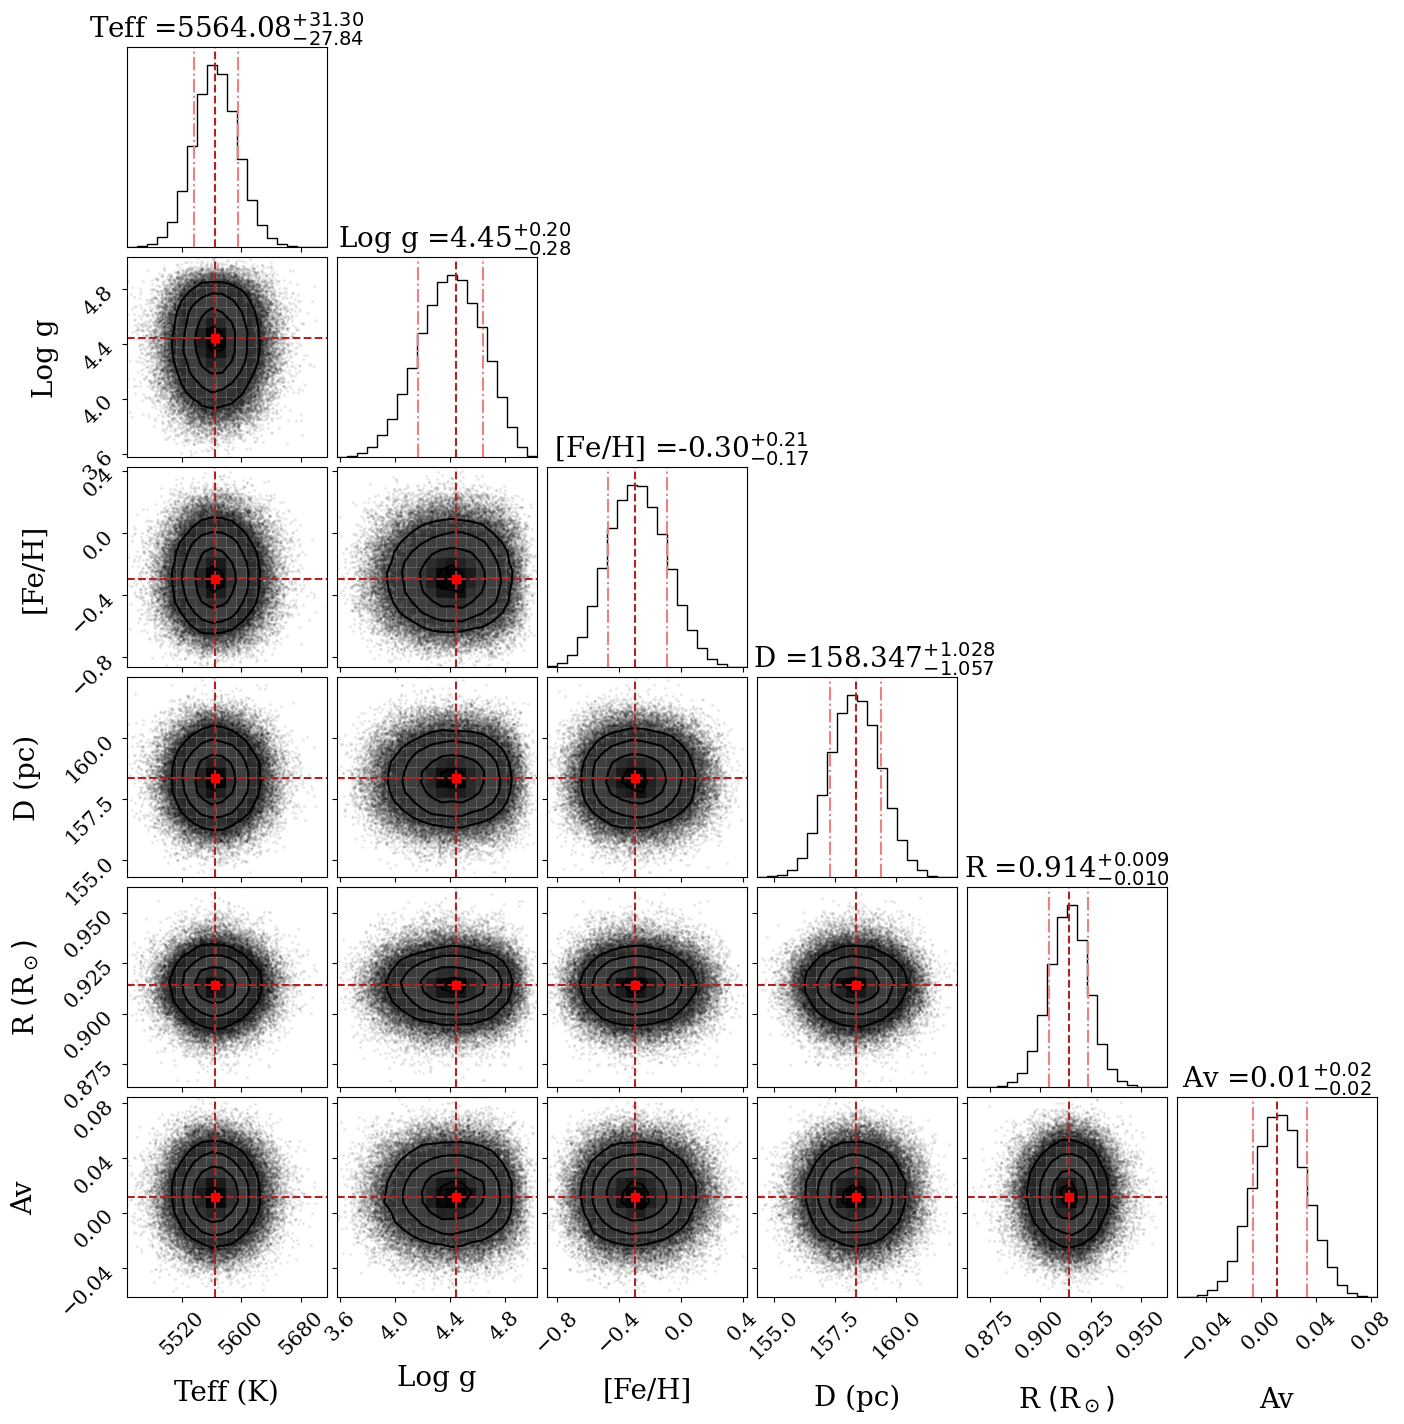 Teff =5564.08+31.30−27.84
Log g =4.45+0.20−0.28
Log g
4.8
4.4
4.0
3.6
[Fe/H] =-0.30+0.21−0.17
[Fe/H]
0.4
0.0
−0.4
−0.8
D =158.347+1.028−1.057
D (pc)
160.0
157.5
155.0
R =0.914+0.009−0.010
R (R⊙)
0.950
0.925
0.900
0.875
Av =0.01+0.02−0.02
Av
0.08
0.04
0.00
−0.04
5520 5600 5680 3.6 4.0 4.4 4.8 −0.8 −0.4 0.0 0.4 155.0 157.5 160.0 0.875 0.900 0.925 0.950 −0.04 0.00 0.04 0.08
Teff (K) Log g [Fe/H] D (pc) R (R⊙) Av